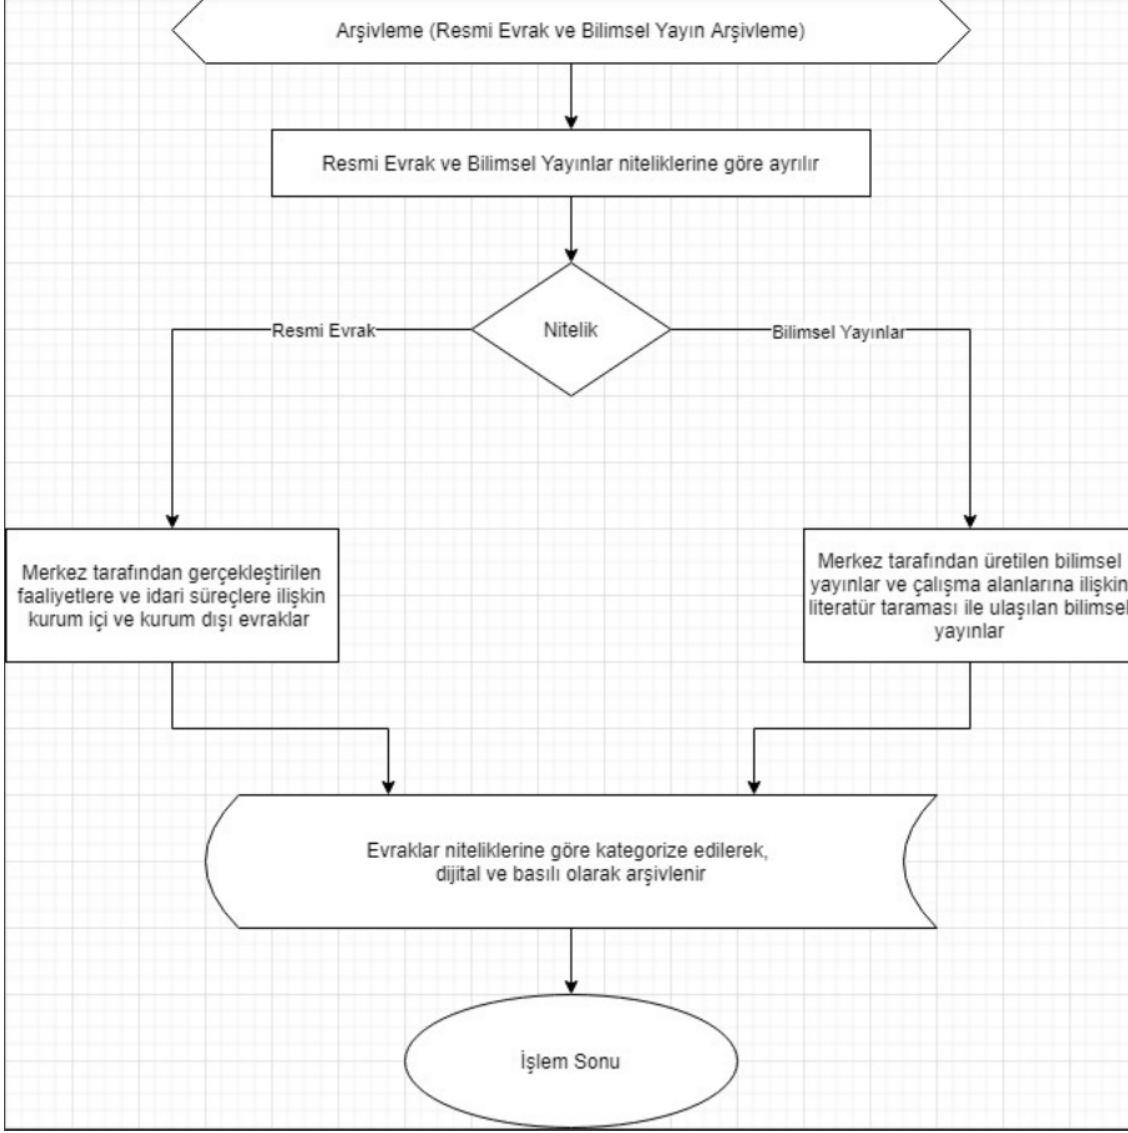 Arşivleme (Resmi Evrak ve Bilimsel Yayın Arşivleme)
Resmi Evrak ve Bilimsel Yayınlar niteliklerine göre ayrılır
Nitelik
Resmi Evrak
Bilimsel Yayınlar
Merkez tarafından gerçekleştirilen
faaliyetlere ve idari süreçlere ilişkin
kurum içi ve kurum dışı evraklar
Merkez tarafından üretilen bilimsel
yayınlar ve çalışma alanlarına ilişkin
literatür taraması ile ulaşılan bilimsel
yayınlar
Evraklar niteliklerine göre kategorize edilerek,
dijital ve basılı olarak arşivlenir
İşlem Sonu